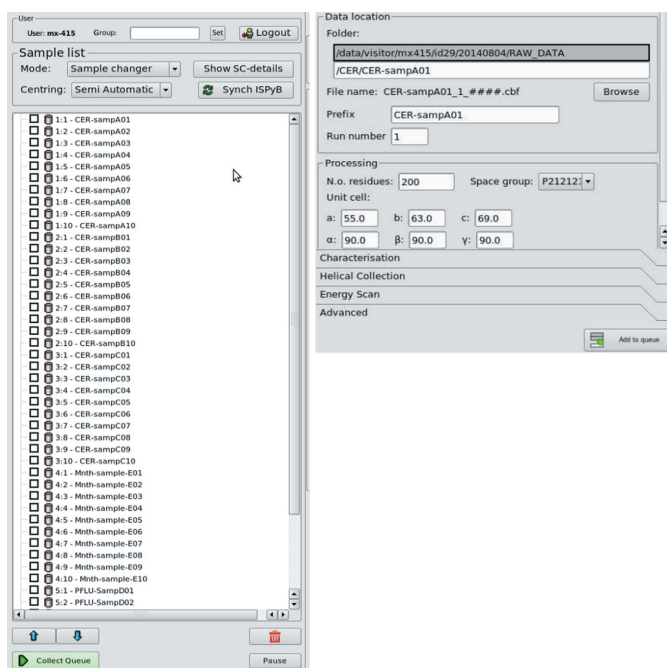 User
User: mx-415 Group: Set Logout
Sample list
Mode: Sample changer Show SC-details
Centring: Semi Automatic Synch ISPyB
1:1 - CER-sampA01
1:2 - CER-sampA02
1:3 - CER-sampA03
1:4 - CER-sampA04
1:5 - CER-sampA05
1:6 - CER-sampA06
1:7 - CER-sampA07
1:8 - CER-sampA08
1:9 - CER-sampA09
1:10 - CER-sampA10
2:1 - CER-sampB01
2:2 - CER-sampB02
2:3 - CER-sampB03
2:4 - CER-sampB04
2:5 - CER-sampB05
2:6 - CER-sampB06
2:7 - CER-sampB07
2:8 - CER-sampB08
2:9 - CER-sampB09
2:10 - CER-sampB10
3:1 - CER-sampC01
3:2 - CER-sampC02
3:3 - CER-sampC03
3:4 - CER-sampC04
3:5 - CER-sampC05
3:6 - CER-sampC06
3:7 - CER-sampC07
3:8 - CER-sampC08
3:9 - CER-sampC09
3:10 - CER-sampC10
4:1 - Mnth-sample-E01
4:2 - Mnth-sample-E02
4:3 - Mnth-sample-E03
4:4 - Mnth-sample-E04
4:5 - Mnth-sample-E05
4:6 - Mnth-sample-E06
4:7 - Mnth-sample-E07
4:8 - Mnth-sample-E08
4:9 - Mnth-sample-E09
4:10 - Mnth-sample-E10
5:1 - PFLU-SampD01
5:2 - PFLU-SampD02
Collect Queue Pause
Data location
Folder:
/data/visitor/mx415/id29/20140804/RAW_DATA
/CER/CER-sampA01
File name: CER-sampA01_1_####.cbf Browse
Prefix CER-sampA01
Run number 1
Processing
N.o. residues: 200 Space group: P21212
Unit cell:
a: 55.0 b: 63.0 c: 69.0
α: 90.0 β: 90.0 γ: 90.0
Characterisation
Helical Collection
Energy Scan
Advanced
Add to queue